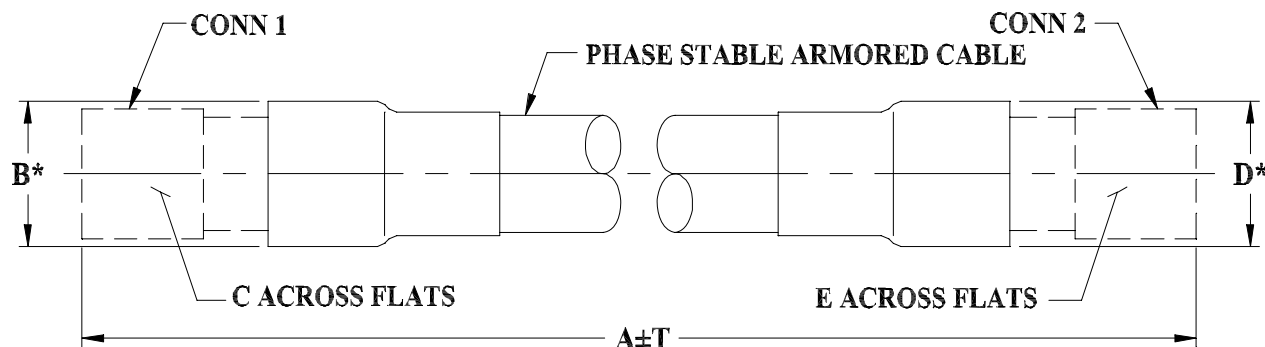 CONN 1
CONN 2
PHASE STABLE ARMORED CABLE
B*
D*
C ACROSS FLATS
E ACROSS FLATS
A±T